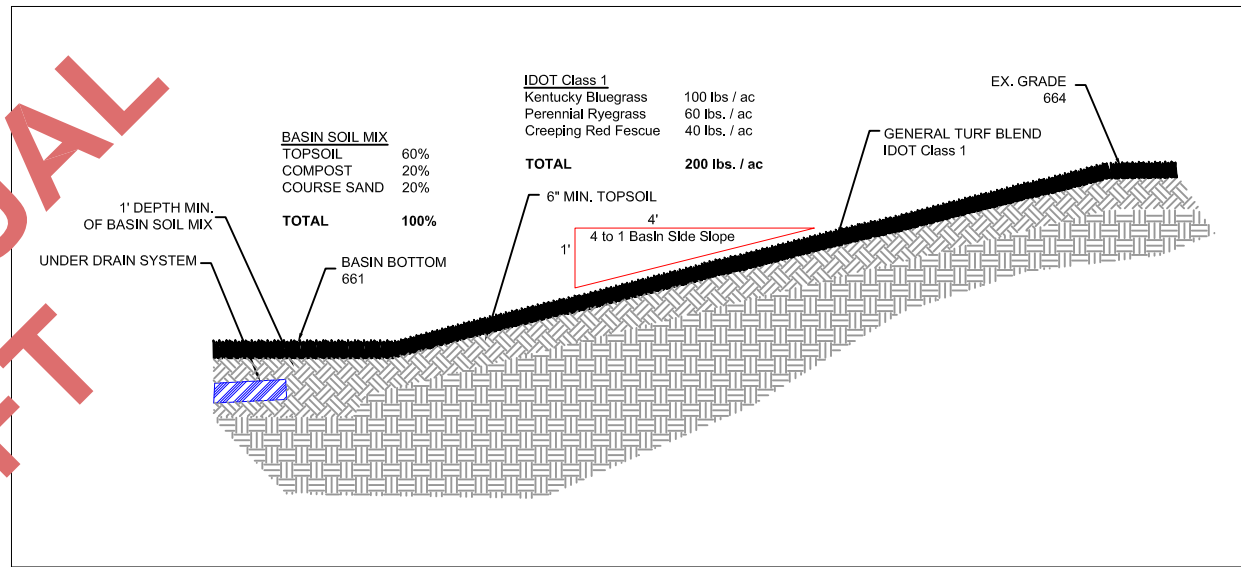 IDOT Class 1
Kentucky Bluegrass 100 lbs / ac
Perennial Ryegrass 60 lbs. / ac
Creeping Red Fescue 40 lbs. / ac
TOTAL 200 lbs. / ac
EX. GRADE
664
GENERAL TURF BLEND
IDOT Class 1
BASIN SOIL MIX
TOPSOIL 60%
COMPOST 20%
COURSE SAND 20%
TOTAL 100%
6" MIN. TOPSOIL
1' DEPTH MIN.
OF BASIN SOIL MIX
4'
4 to 1 Basin Side Slope
1'
UNDER DRAIN SYSTEM
BASIN BOTTOM
661